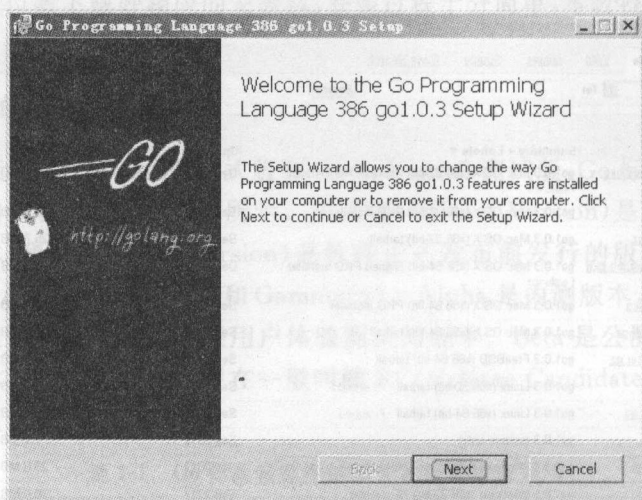 Go Programming Language 386 go1.0.3 Setup
Welcome to the Go Programming
Language 386 go1.0.3 Setup Wizard
The Setup Wizard allows you to change the way Go
Programming Language 386 go1.0.3 features are installed
on your computer or to remove it from your computer. Click
Next to continue or Cancel to exit the Setup Wizard.
GO
http://golang.org
Back
Next
Cancel